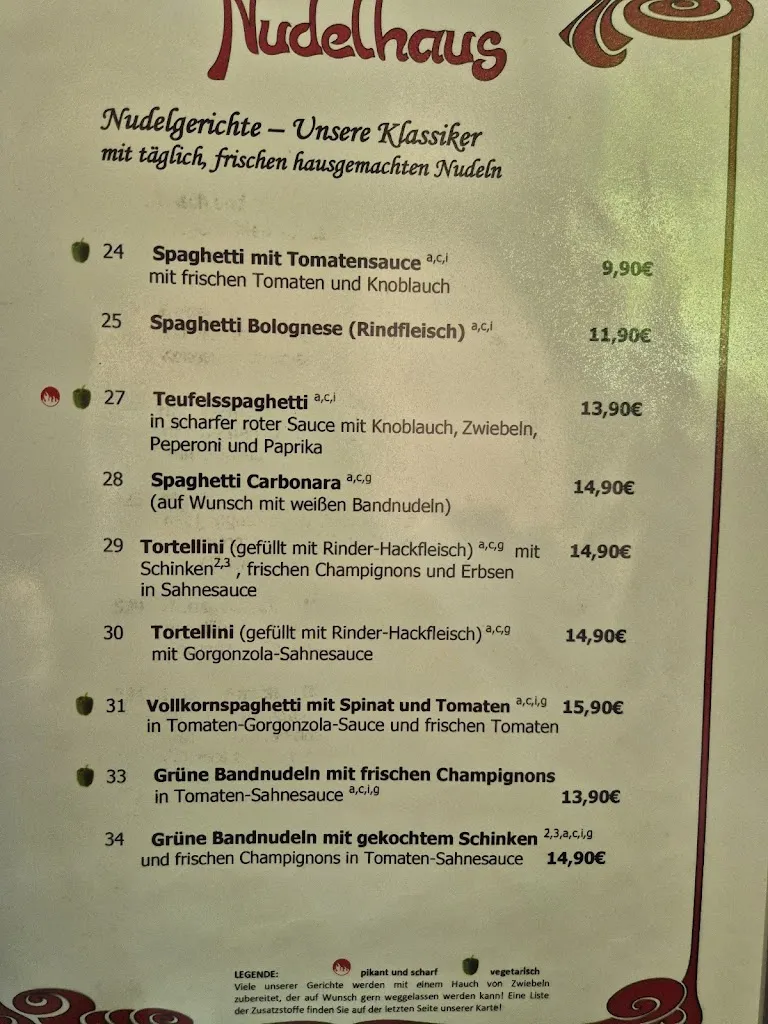 Nudelhaus
Nudelgerichte – Unsere Klassiker
mit täglich, frischen hausgemachten Nudeln
24 Spaghetti mit Tomatensauce a,c,i 9,90€
mit frischen Tomaten und Knoblauch
25 Spaghetti Bolognese (Rindfleisch) a,c,i 11,90€
27 Teufelsspaghetti a,c,i 13,90€
in scharfer roter Sauce mit Knoblauch, Zwiebeln,
Peperoni und Paprika
28 Spaghetti Carbonara a,c,g 14,90€
(auf Wunsch mit weißen Bandnudeln)
29 Tortellini (gefüllt mit Rinder-Hackfleisch) a,c,g mit 14,90€
Schinken2,3 , frischen Champignons und Erbsen
in Sahnesauce
30 Tortellini (gefüllt mit Rinder-Hackfleisch) a,c,g 14,90€
mit Gorgonzola-Sahnesauce
31 Vollkornspaghetti mit Spinat und Tomaten a,c,i,g 15,90€
in Tomaten-Gorgonzola-Sauce und frischen Tomaten
33 Grüne Bandnudeln mit frischen Champignons
in Tomaten-Sahnesauce a,c,i,g 13,90€
34 Grüne Bandnudeln mit gekochtem Schinken 2,3,a,c,i,g
und frischen Champignons in Tomaten-Sahnesauce 14,90€
LEGENDE: pikant und scharf vegetarisch
Viele unserer Gerichte werden mit einem Hauch von Zwiebeln
zubereitet, der auf Wunsch gern weggelassen werden kann! Eine Liste
der Zusatzstoffe finden Sie auf der letzten Seite unserer Karte!